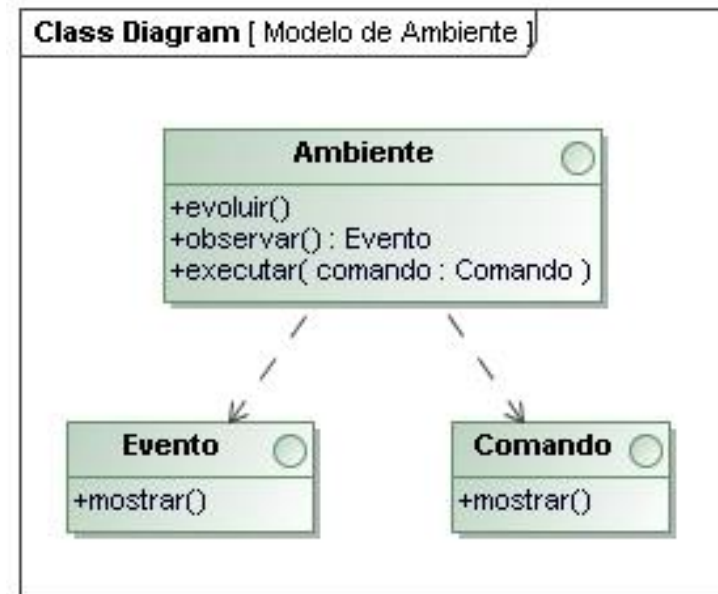 Class Diagram [ Modelo de Ambiente ]
Ambiente
+evoluir()
+observar() : Evento
+executar( comando : Comando )
Evento
+mostrar()
Comando
+mostrar()